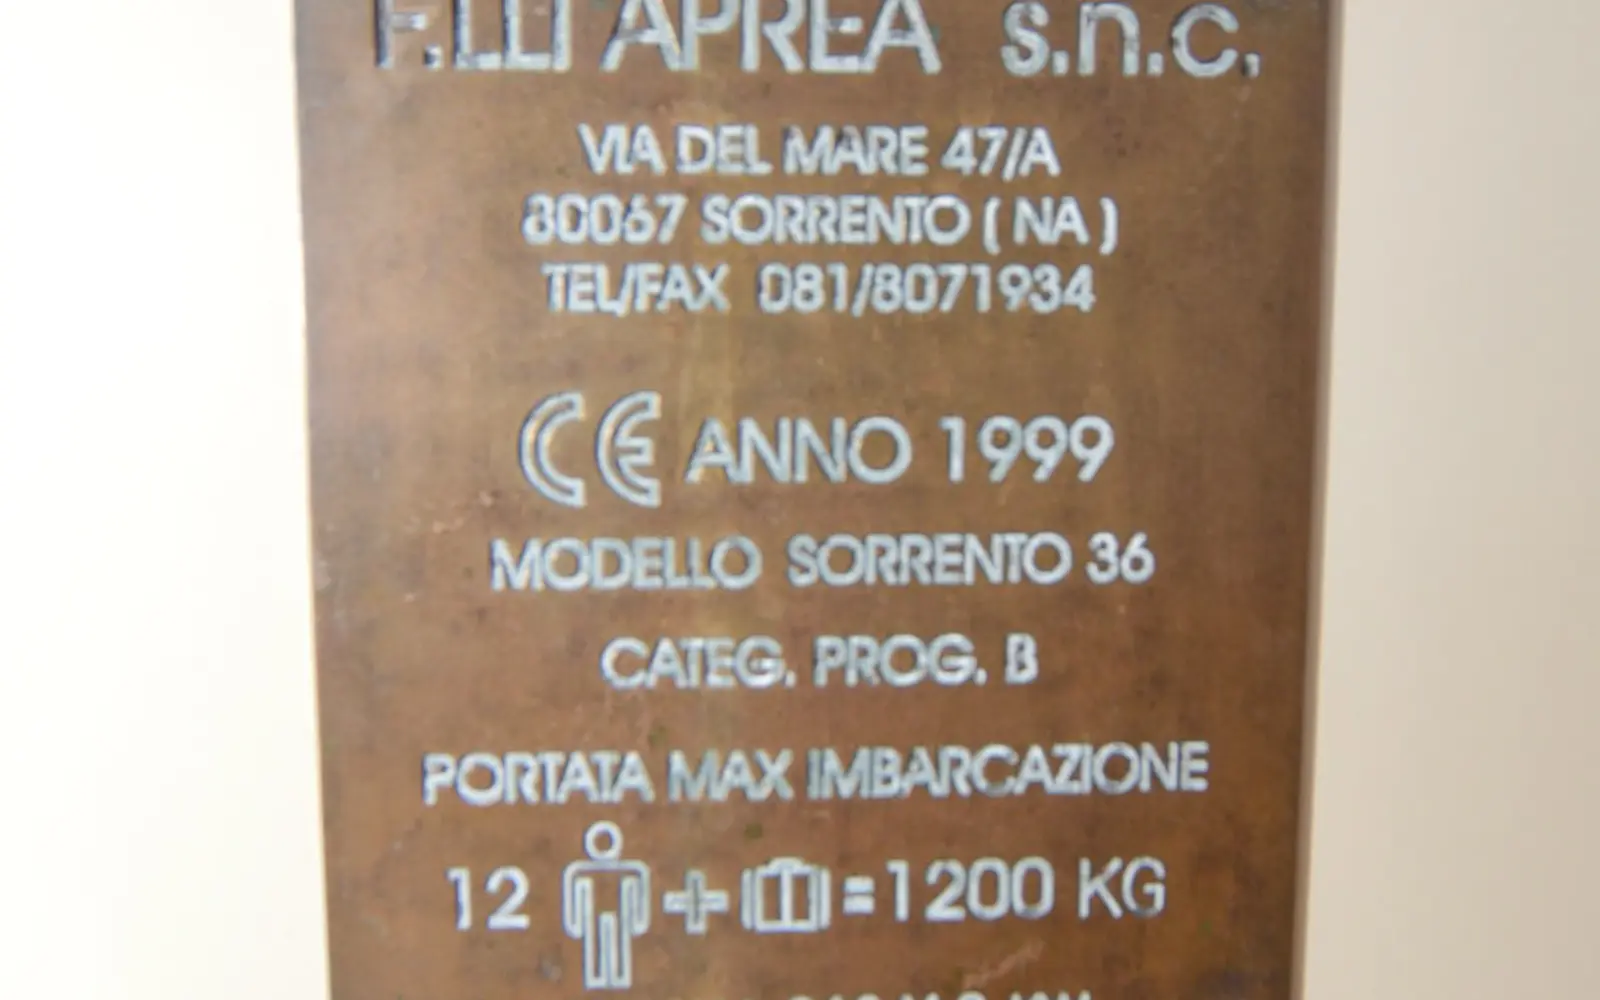 F.LLI APREA s.n.c.
VIA DEL MARE 47/A
80067 SORRENTO ( NA )
TEL/FAX 081/8071934
CE ANNO 1999
MODELLO SORRENTO 36
CATEG. PROG. B
PORTATA MAX IMBARCAZIONE
12 + = 1200 KG